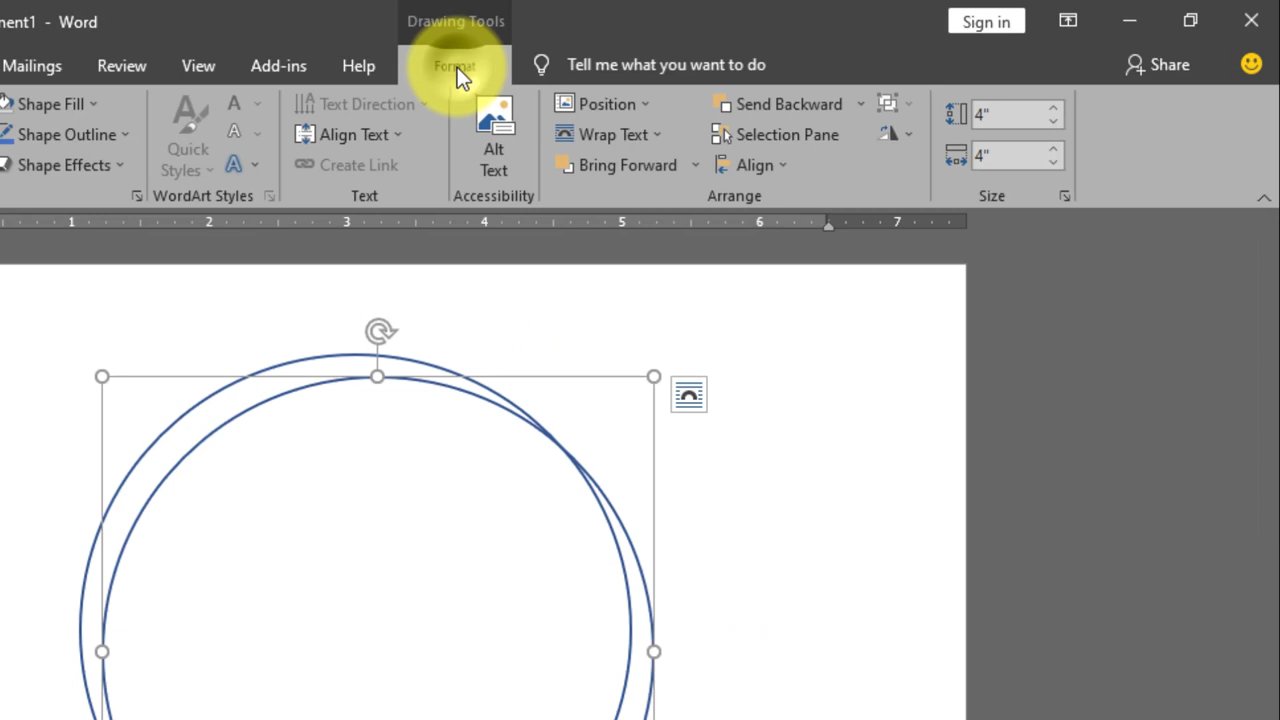 ment1 - Word
Drawing Tools
Sign in
Mailings
Review
View
Add-ins
Help
Format
Tell me what you want to do
Share
Shape Fill
Shape Outline
Shape Effects
Quick
Styles
WordArt Styles
Text Direction
Align Text
Create Link
Text
Alt
Text
Accessibility
Position
Wrap Text
Bring Forward
Send Backward
Selection Pane
Align
Arrange
4"
4"
Size
1 2 3 4 5 6 7